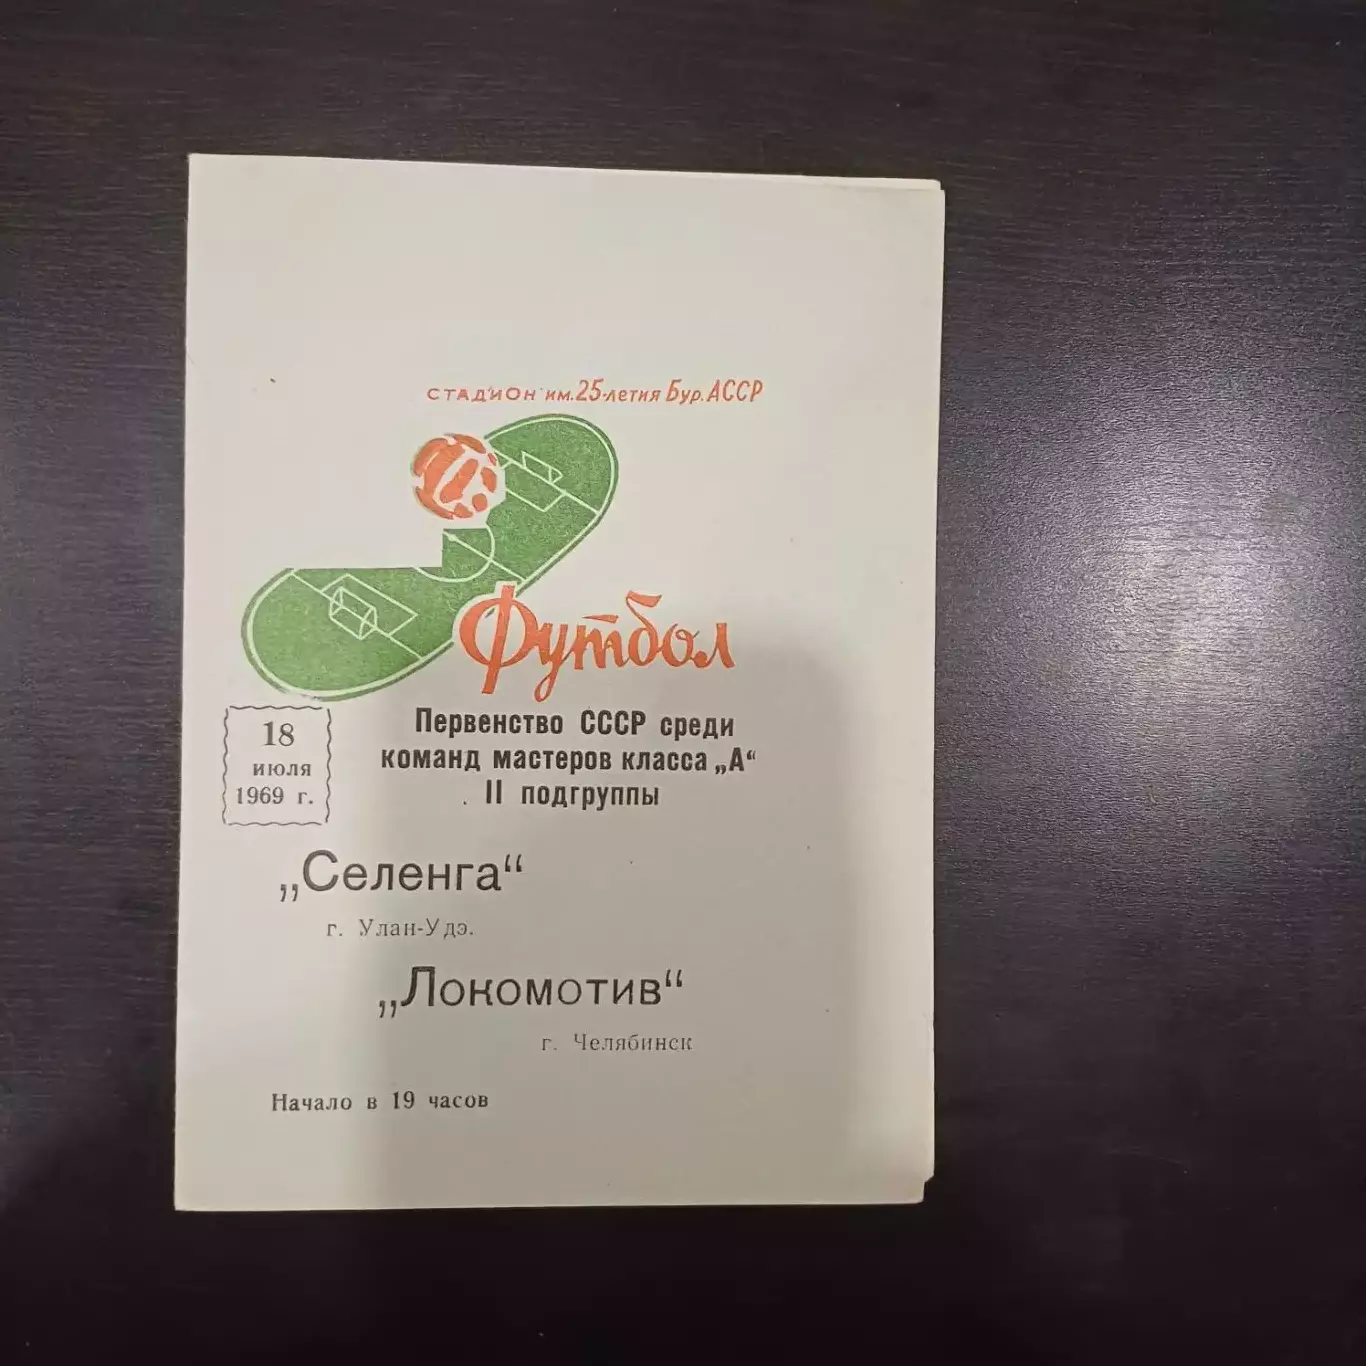 СТАДИОН им. 25-летия Бур. АССР
Футбол
18
июля
1969 г.
Первенство СССР среди
команд мастеров класса „А“
II подгруппы
„Селенга“
г. Улан-Удэ.
„Локомотив“
г. Челябинск
Начало в 19 часов